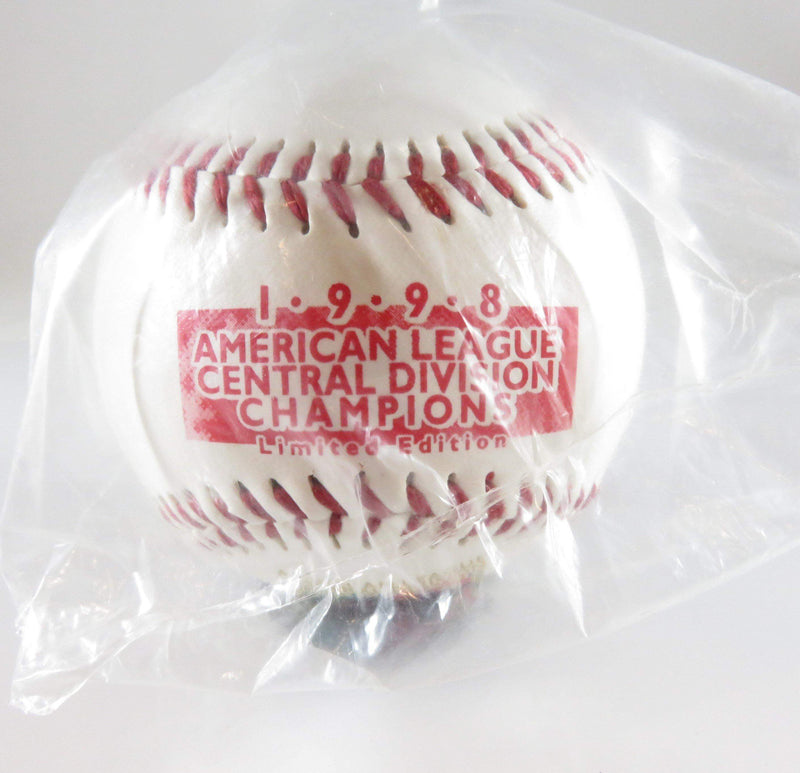 1·9·9·8
AMERICAN LEAGUE
CENTRAL DIVISION
CHAMPIONS
Limited Edition